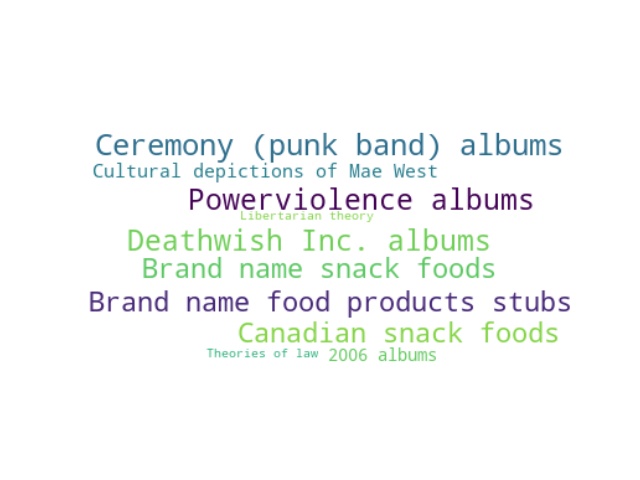 Ceremony (punk band) albums
Cultural depictions of Mae West
Powerviolence albums
Libertarian theory
Deathwish Inc. albums
Brand name snack foods
Brand name food products stubs
Canadian snack foods
Theories of law 2006 albums